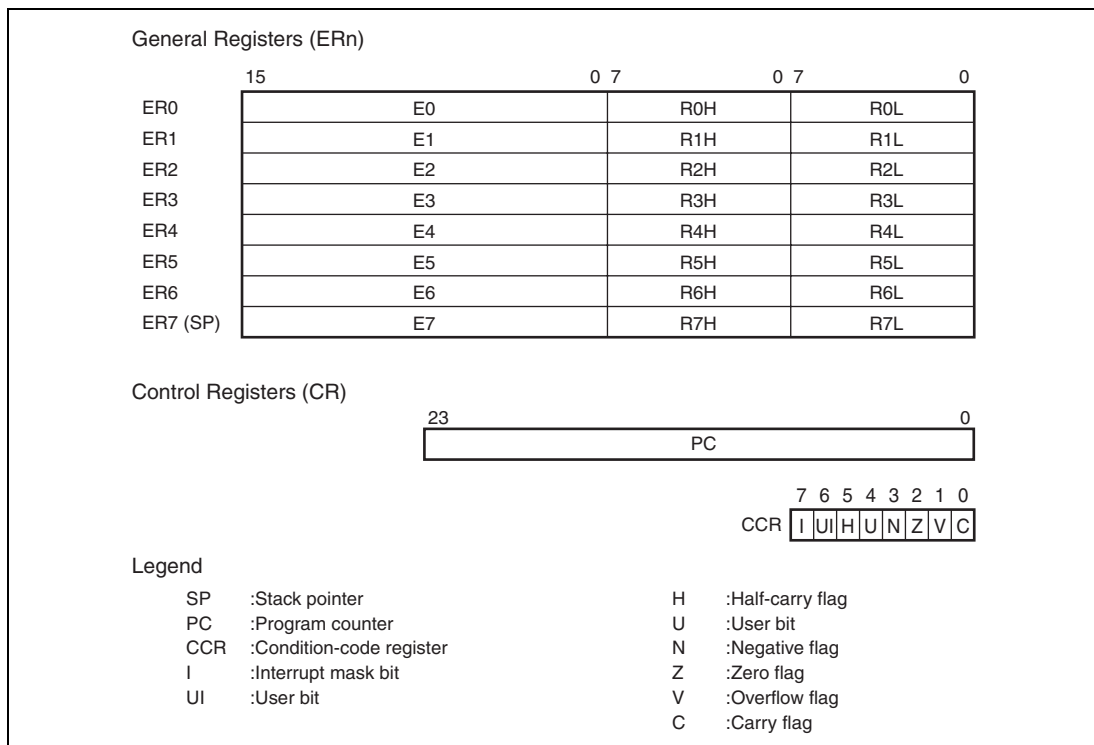 General Registers (ERn)
15 0 7 0 7 0
ER0 E0 R0H R0L
ER1 E1 R1H R1L
ER2 E2 R2H R2L
ER3 E3 R3H R3L
ER4 E4 R4H R4L
ER5 E5 R5H R5L
ER6 E6 R6H R6L
ER7 (SP) E7 R7H R7L
Control Registers (CR)
23 0
PC
7 6 5 4 3 2 1 0
CCR I UI H U N Z V C
Legend
SP :Stack pointer
PC :Program counter
CCR :Condition-code register
I :Interrupt mask bit
UI :User bit
H :Half-carry flag
U :User bit
N :Negative flag
Z :Zero flag
V :Overflow flag
C :Carry flag